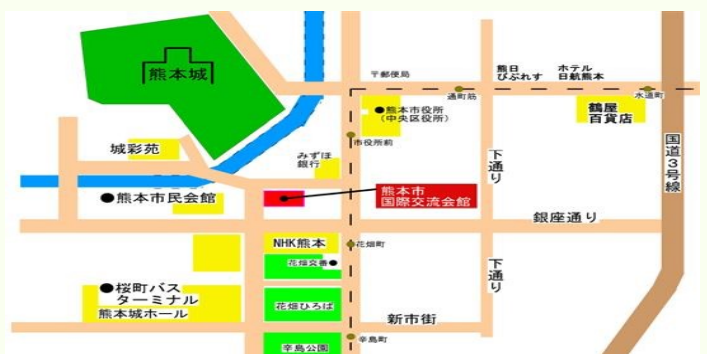 熊本城
〒郵便局
熊日
びぷれす
ホテル
日航熊本
通町筋
水道町
鶴屋
百貨店
●熊本市役所
(中央区役所)
市役所前
城彩苑
みずほ
銀行
下通り
国道3号線
●熊本市民会館
熊本市
国際交流会館
銀座通り
NHK熊本
花畑町
花畑交番●
下通り
●桜町バス
ターミナル
熊本城ホール
花畑ひろば
新市街
辛島町
辛島公園